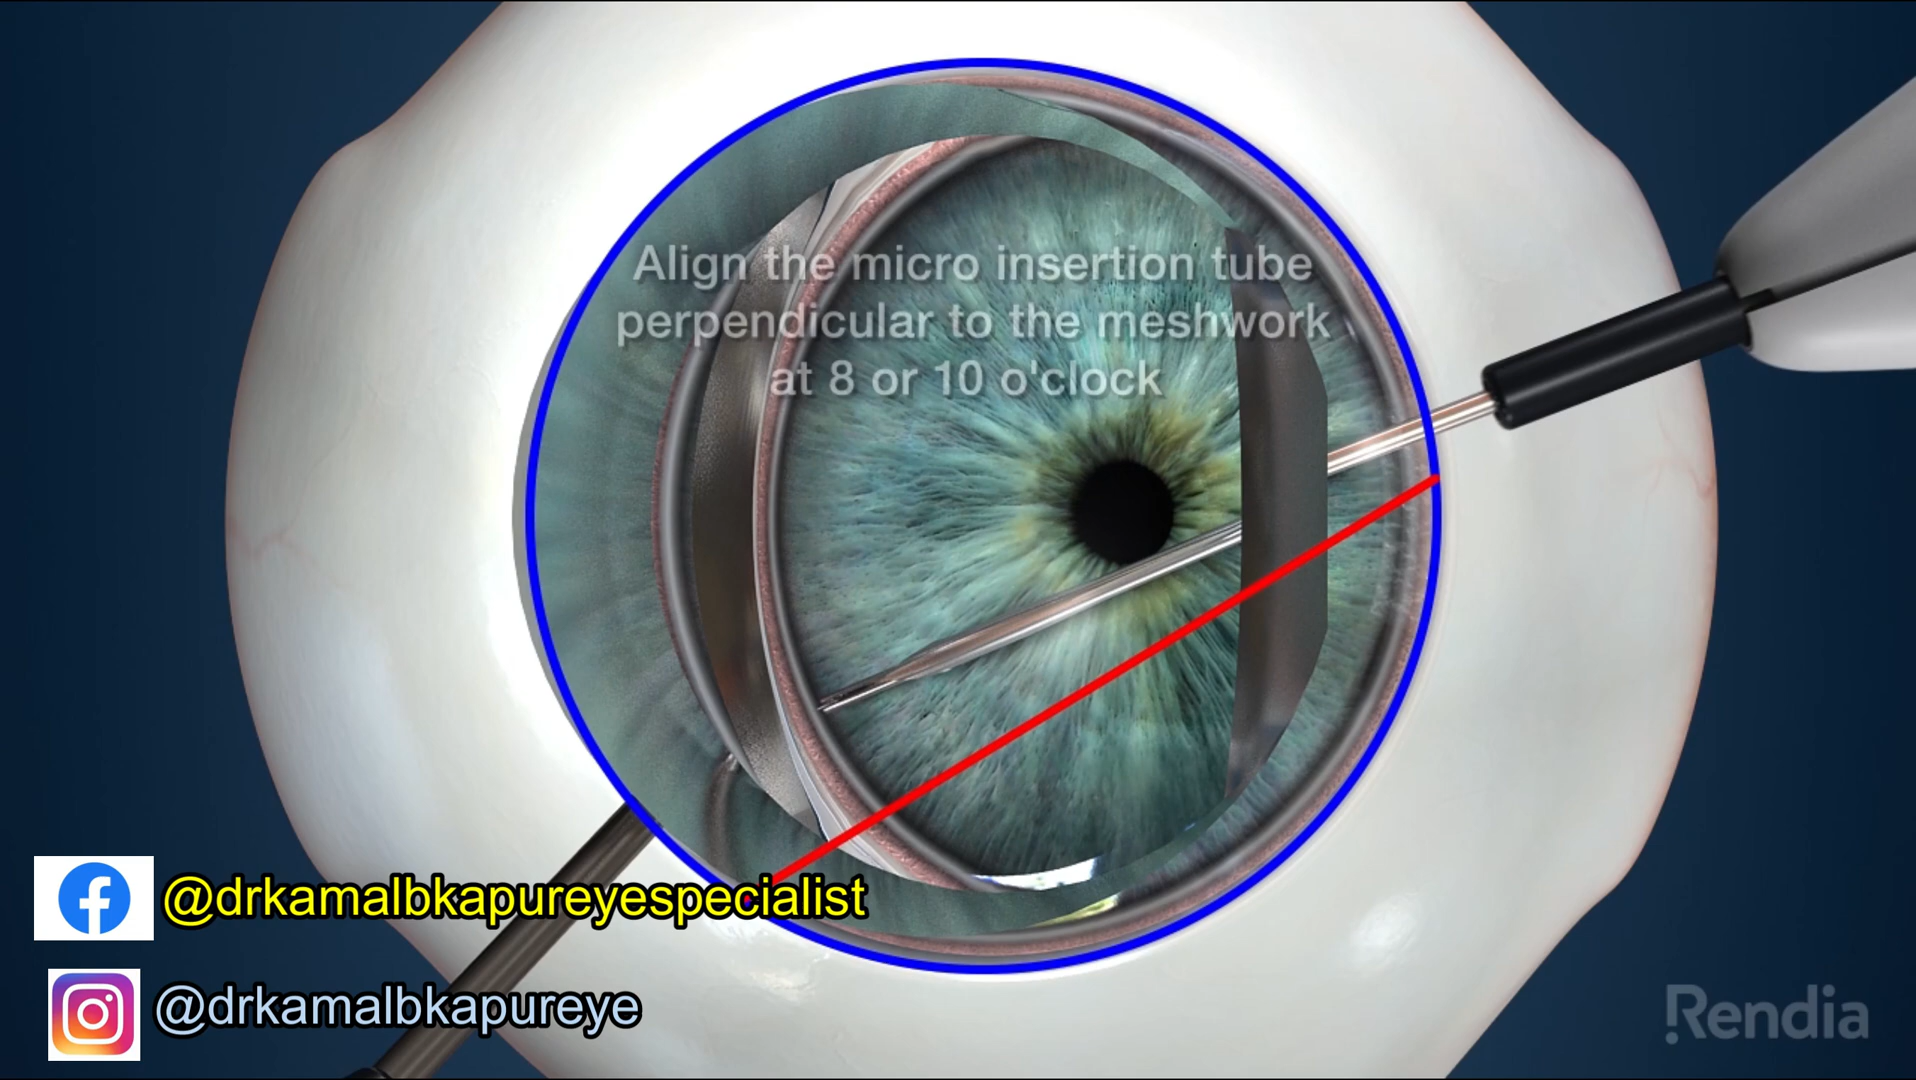 Align the micro insertion tube
perpendicular to the meshwork
at 8 or 10 o'clock
@drkamalbkapureyespecialist
@drkamalbkapureye
Rendia